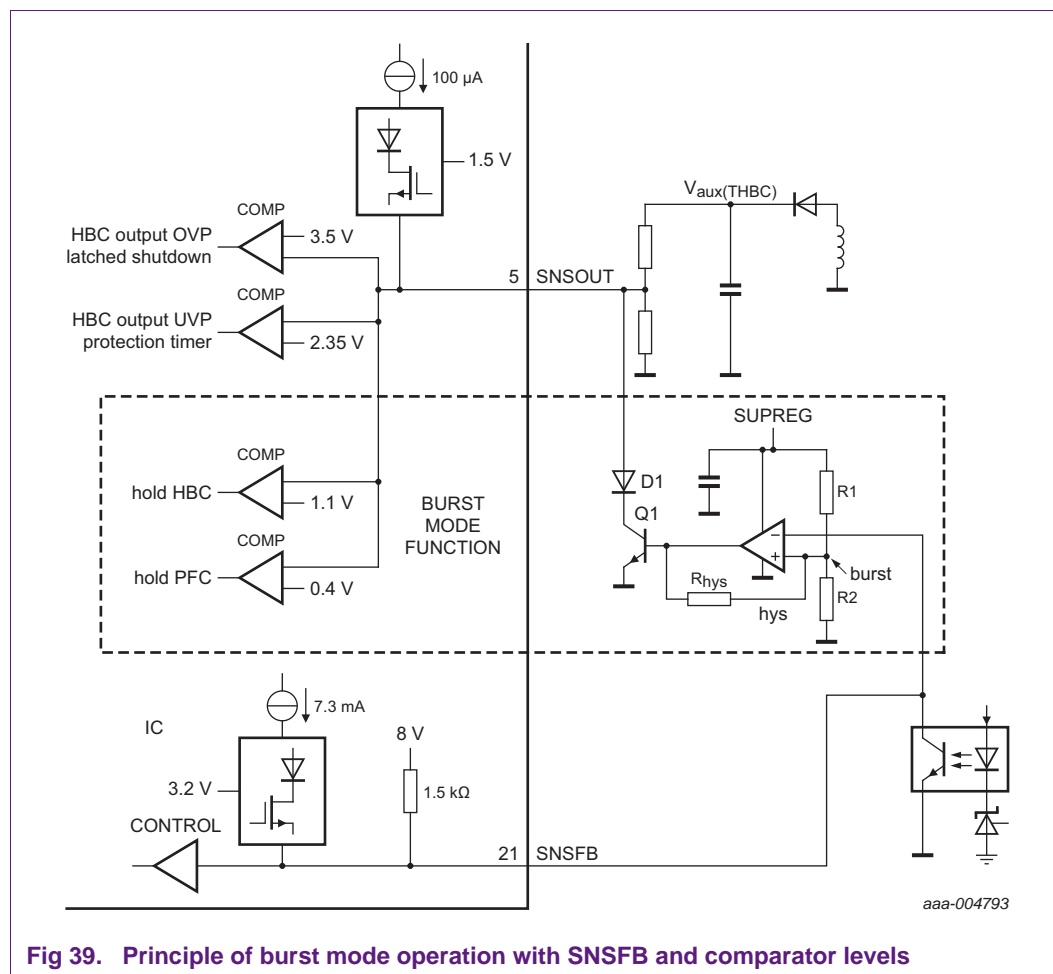 100 µA
1.5 V
COMP
HBC output OVP
latched shutdown
3.5 V
Vaux(THBC)
5 SNSOUT
COMP
HBC output UVP
protection timer
2.35 V
SUPREG
COMP
hold HBC
1.1 V
BURST
MODE
FUNCTION
D1
Q1
R1
−
+
burst
COMP
hold PFC
0.4 V
Rhys
hys
R2
IC
7.3 mA
8 V
3.2 V
1.5 kΩ
CONTROL
21 SNSFB
aaa-004793
Fig 39. Principle of burst mode operation with SNSFB and comparator levels